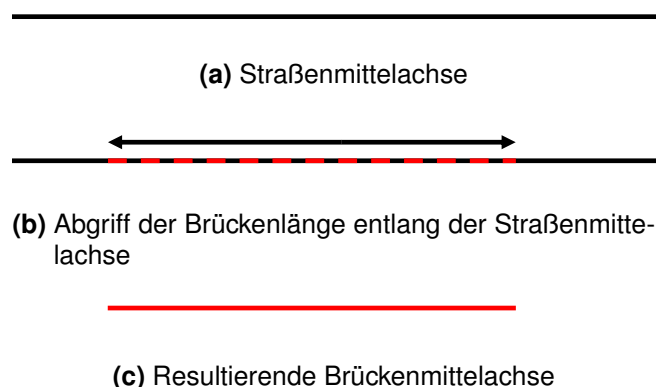 (a) Straßenmittelachse
(b) Abgriff der Brückenlänge entlang der Straßenmitte-
lachse
(c) Resultierende Brückenmittelachse